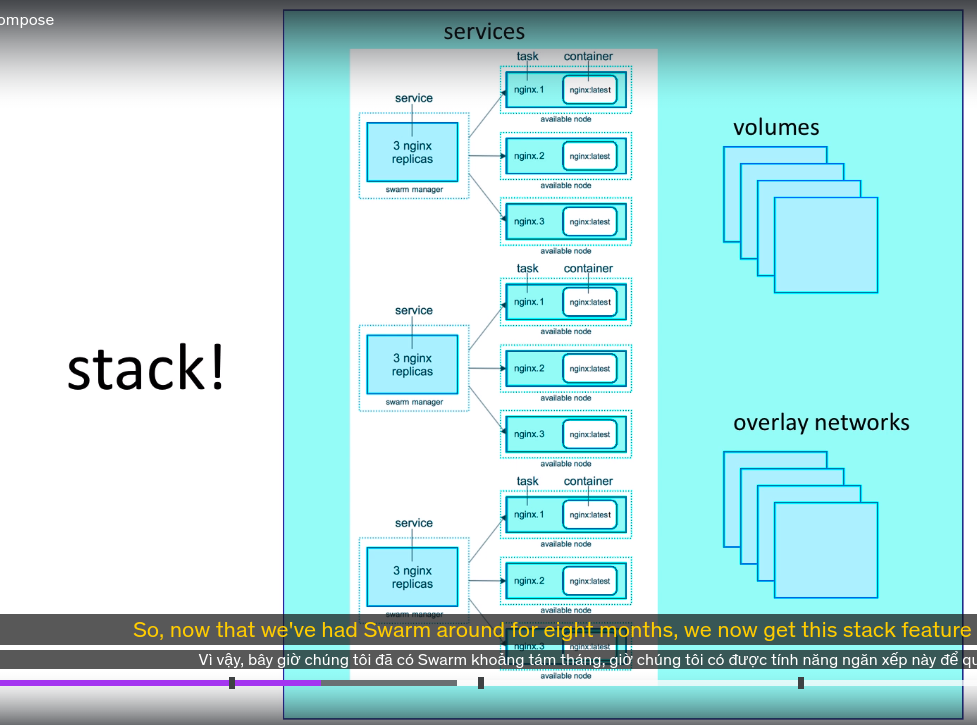 ompose
services
task container
nginx.1 nginx:latest
available node
service
3 nginx
replicas
swarm manager
nginx.2 nginx:latest
available node
nginx.3 nginx:latest
available node
volumes
task container
nginx.1 nginx:latest
available node
service
3 nginx
replicas
swarm manager
nginx.2 nginx:latest
available node
nginx.3 nginx:latest
available node
stack!
overlay networks
task container
nginx.1 nginx:latest
available node
service
3 nginx
replicas
swarm manager
nginx.2 nginx:latest
available node
nginx.3 nginx:latest
available node
So, now that we've had Swarm around for eight months, we now get this stack feature
Vì vậy, bây giờ chúng tôi đã có Swarm khoảng tám tháng, giờ chúng tôi có được tính năng ngăn xếp này để qu